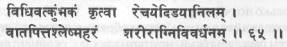 विधिवत्कुंभकं कृत्वा रेचयेदिडयानिलम् ।
वातपित्तश्लेष्महरं शरीराग्निविवर्धनम् ॥ ६५ ॥